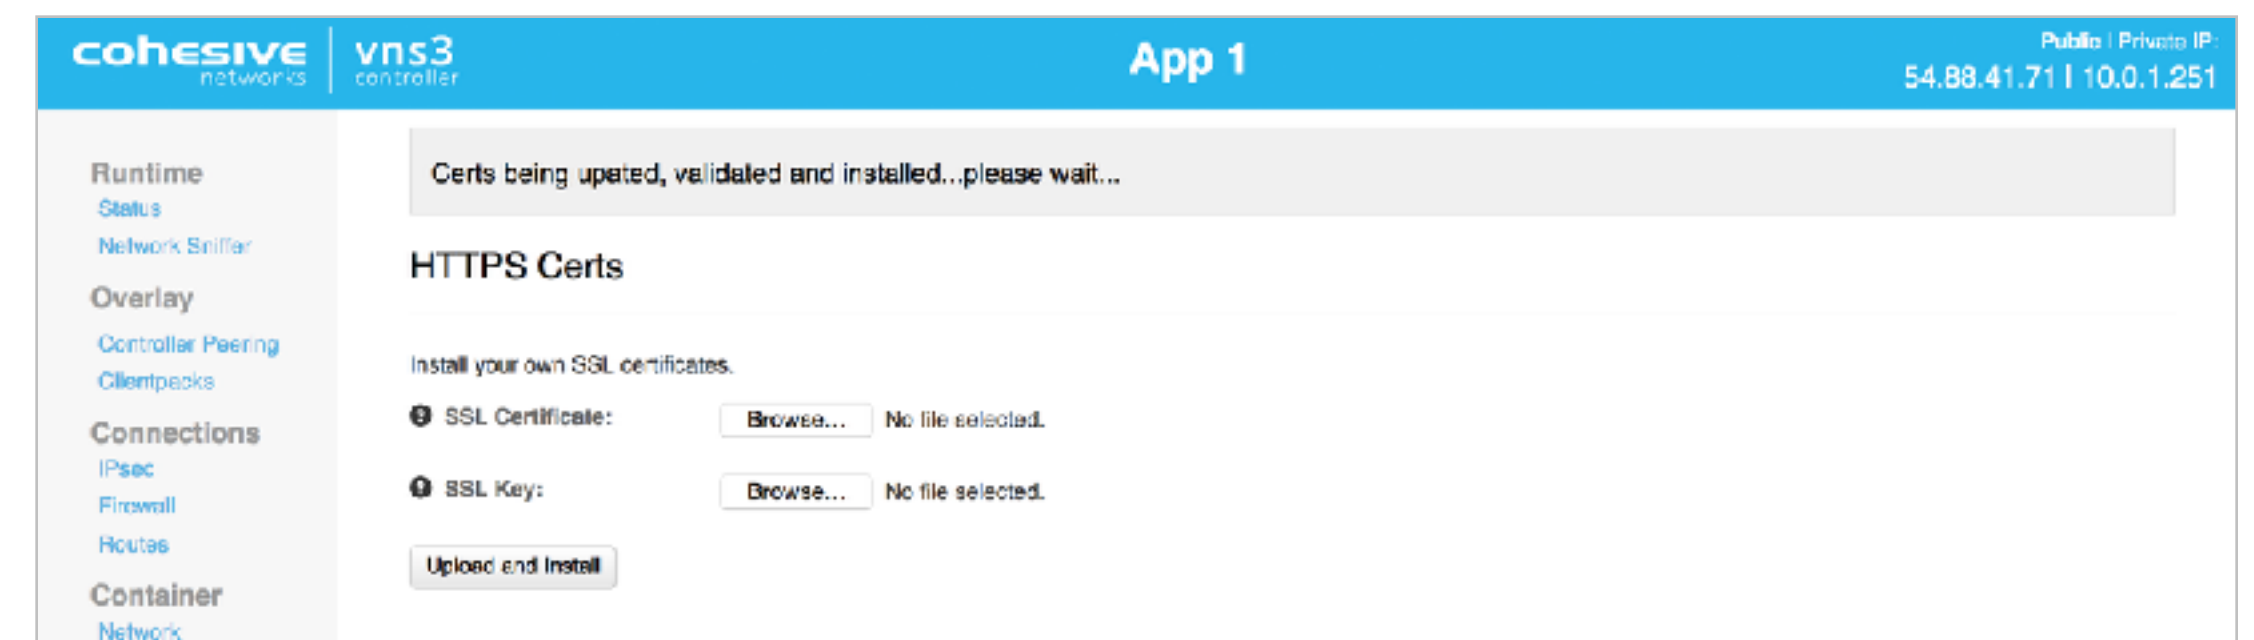 cohesive networks
vns3 controller
App 1
Public | Private IP:
54.88.41.71 | 10.0.1.251
Runtime
Status
Network Sniffer
Overlay
Controller Peering
Clientpacks
Connections
IPsec
Firewall
Routes
Container
Network
Certs being upated, validated and installed...please wait...
HTTPS Certs
Install your own SSL certificates.
SSL Certificate: Browse... No file selected.
SSL Key: Browse... No file selected.
Upload and Install